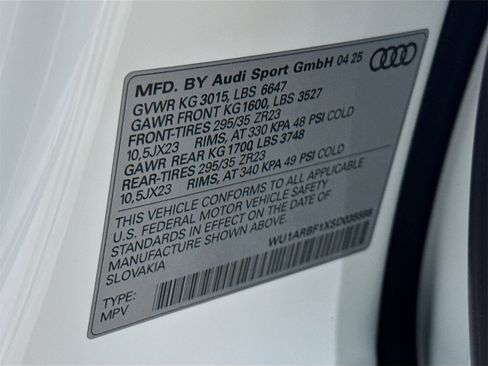 MFD. BY Audi Sport GmbH 04 25
GVWR KG 3015, LBS 6647
GAWR FRONT KG1600, LBS 3527
FRONT-TIRES 295/35 ZR23
10,5JX23 RIMS, AT 330 KPA 48 PSI COLD
GAWR REAR KG 1700, LBS 3748
REAR-TIRES 295/35 ZR23
10,5JX23 RIMS, AT 340 KPA 49 PSI COLD
THIS VEHICLE CONFORMS TO ALL APPLICABLE
U.S. FEDERAL MOTOR VEHICLE SAFETY
STANDARDS IN EFFECT ON THE DATE OF
MANUFACTURE SHOWN ABOVE
SLOVAKIA
TYPE:
MPV